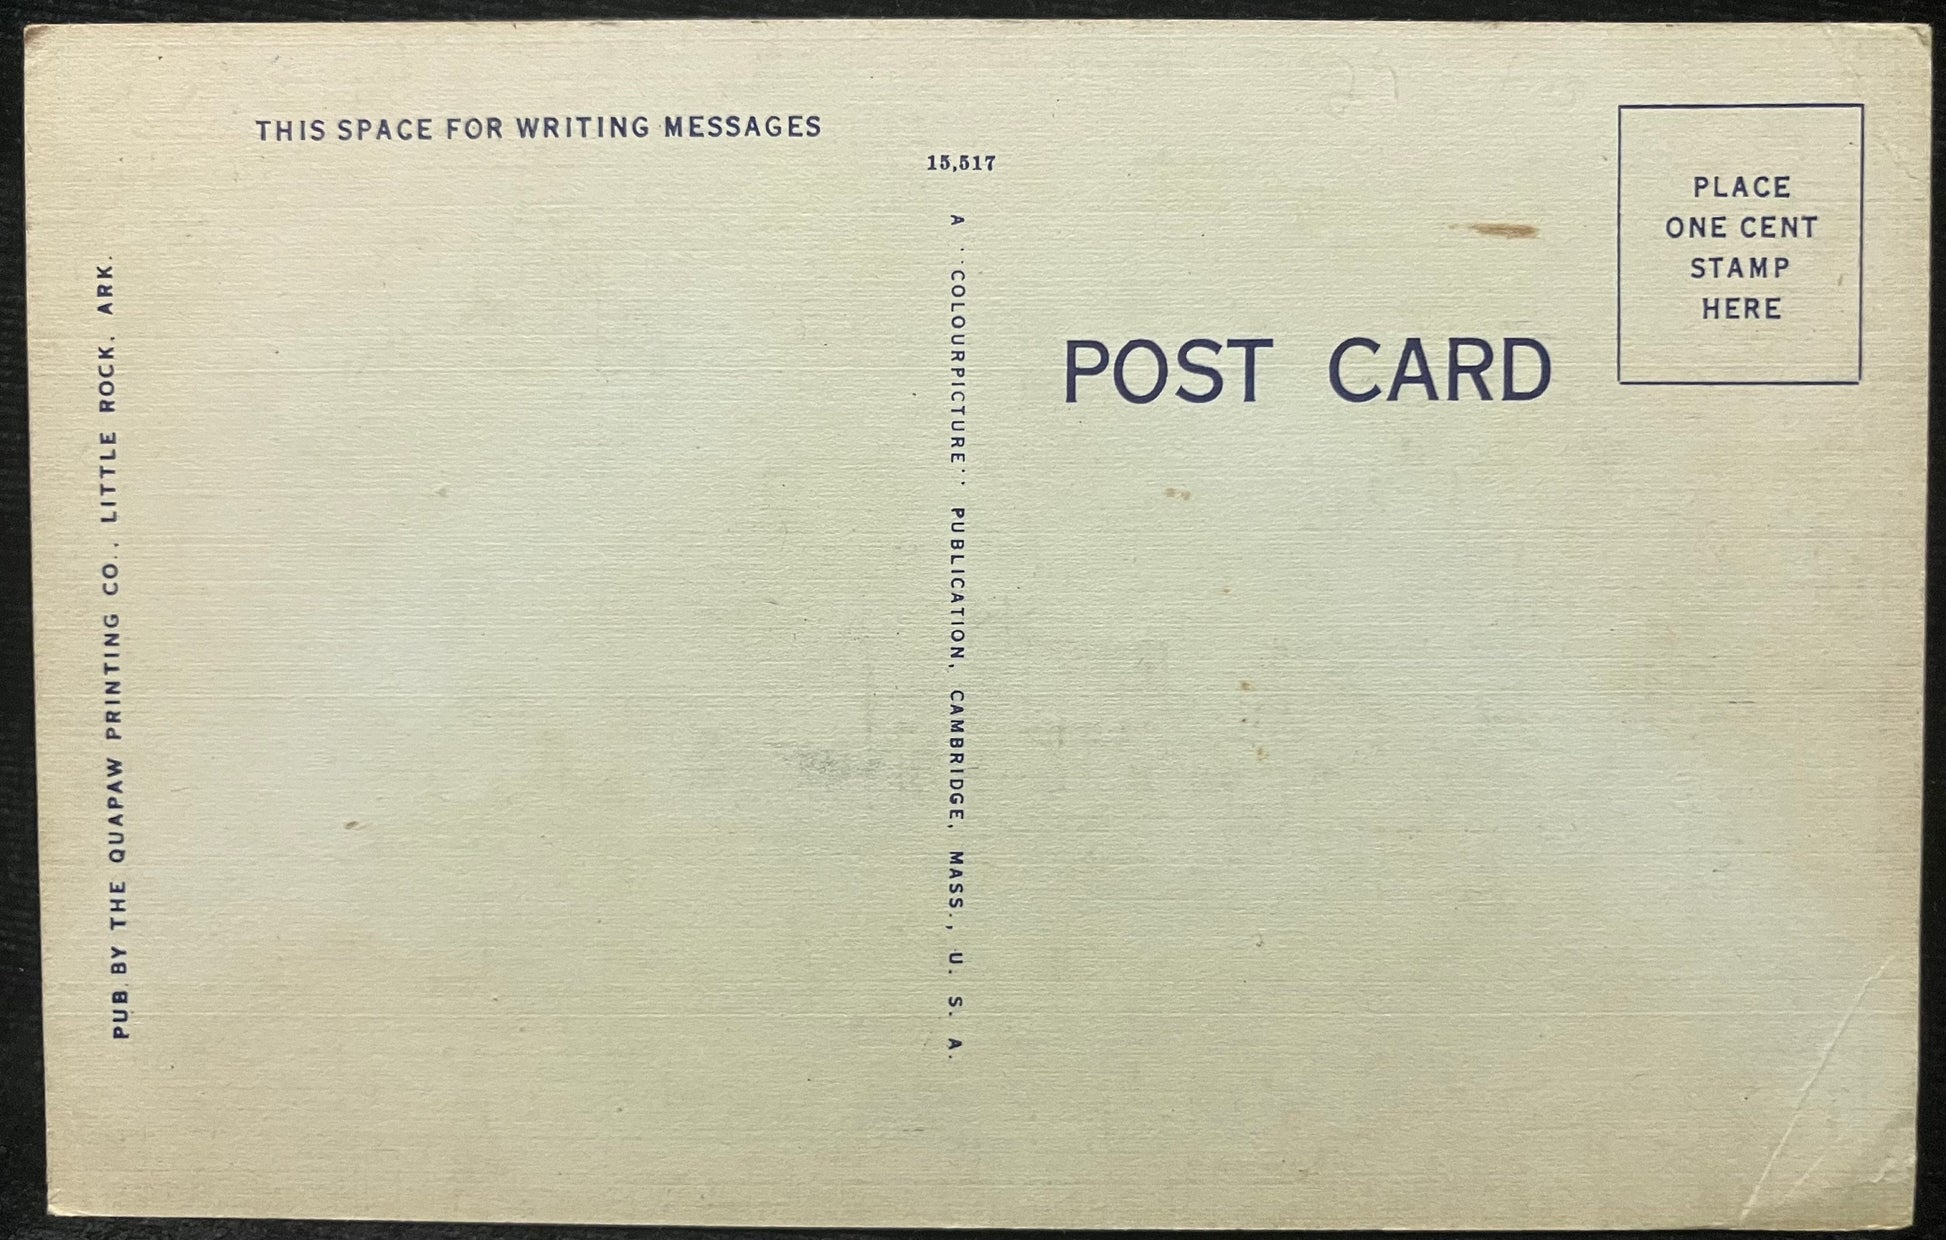 THIS SPACE FOR WRITING MESSAGES
15,517
PLACE
ONE CENT
STAMP
HERE
POST CARD
PUB. BY THE QUAPAW PRINTING CO., LITTLE ROCK, ARK.
A "COLOURPICTURE" PUBLICATION, CAMBRIDGE, MASS., U. S. A.